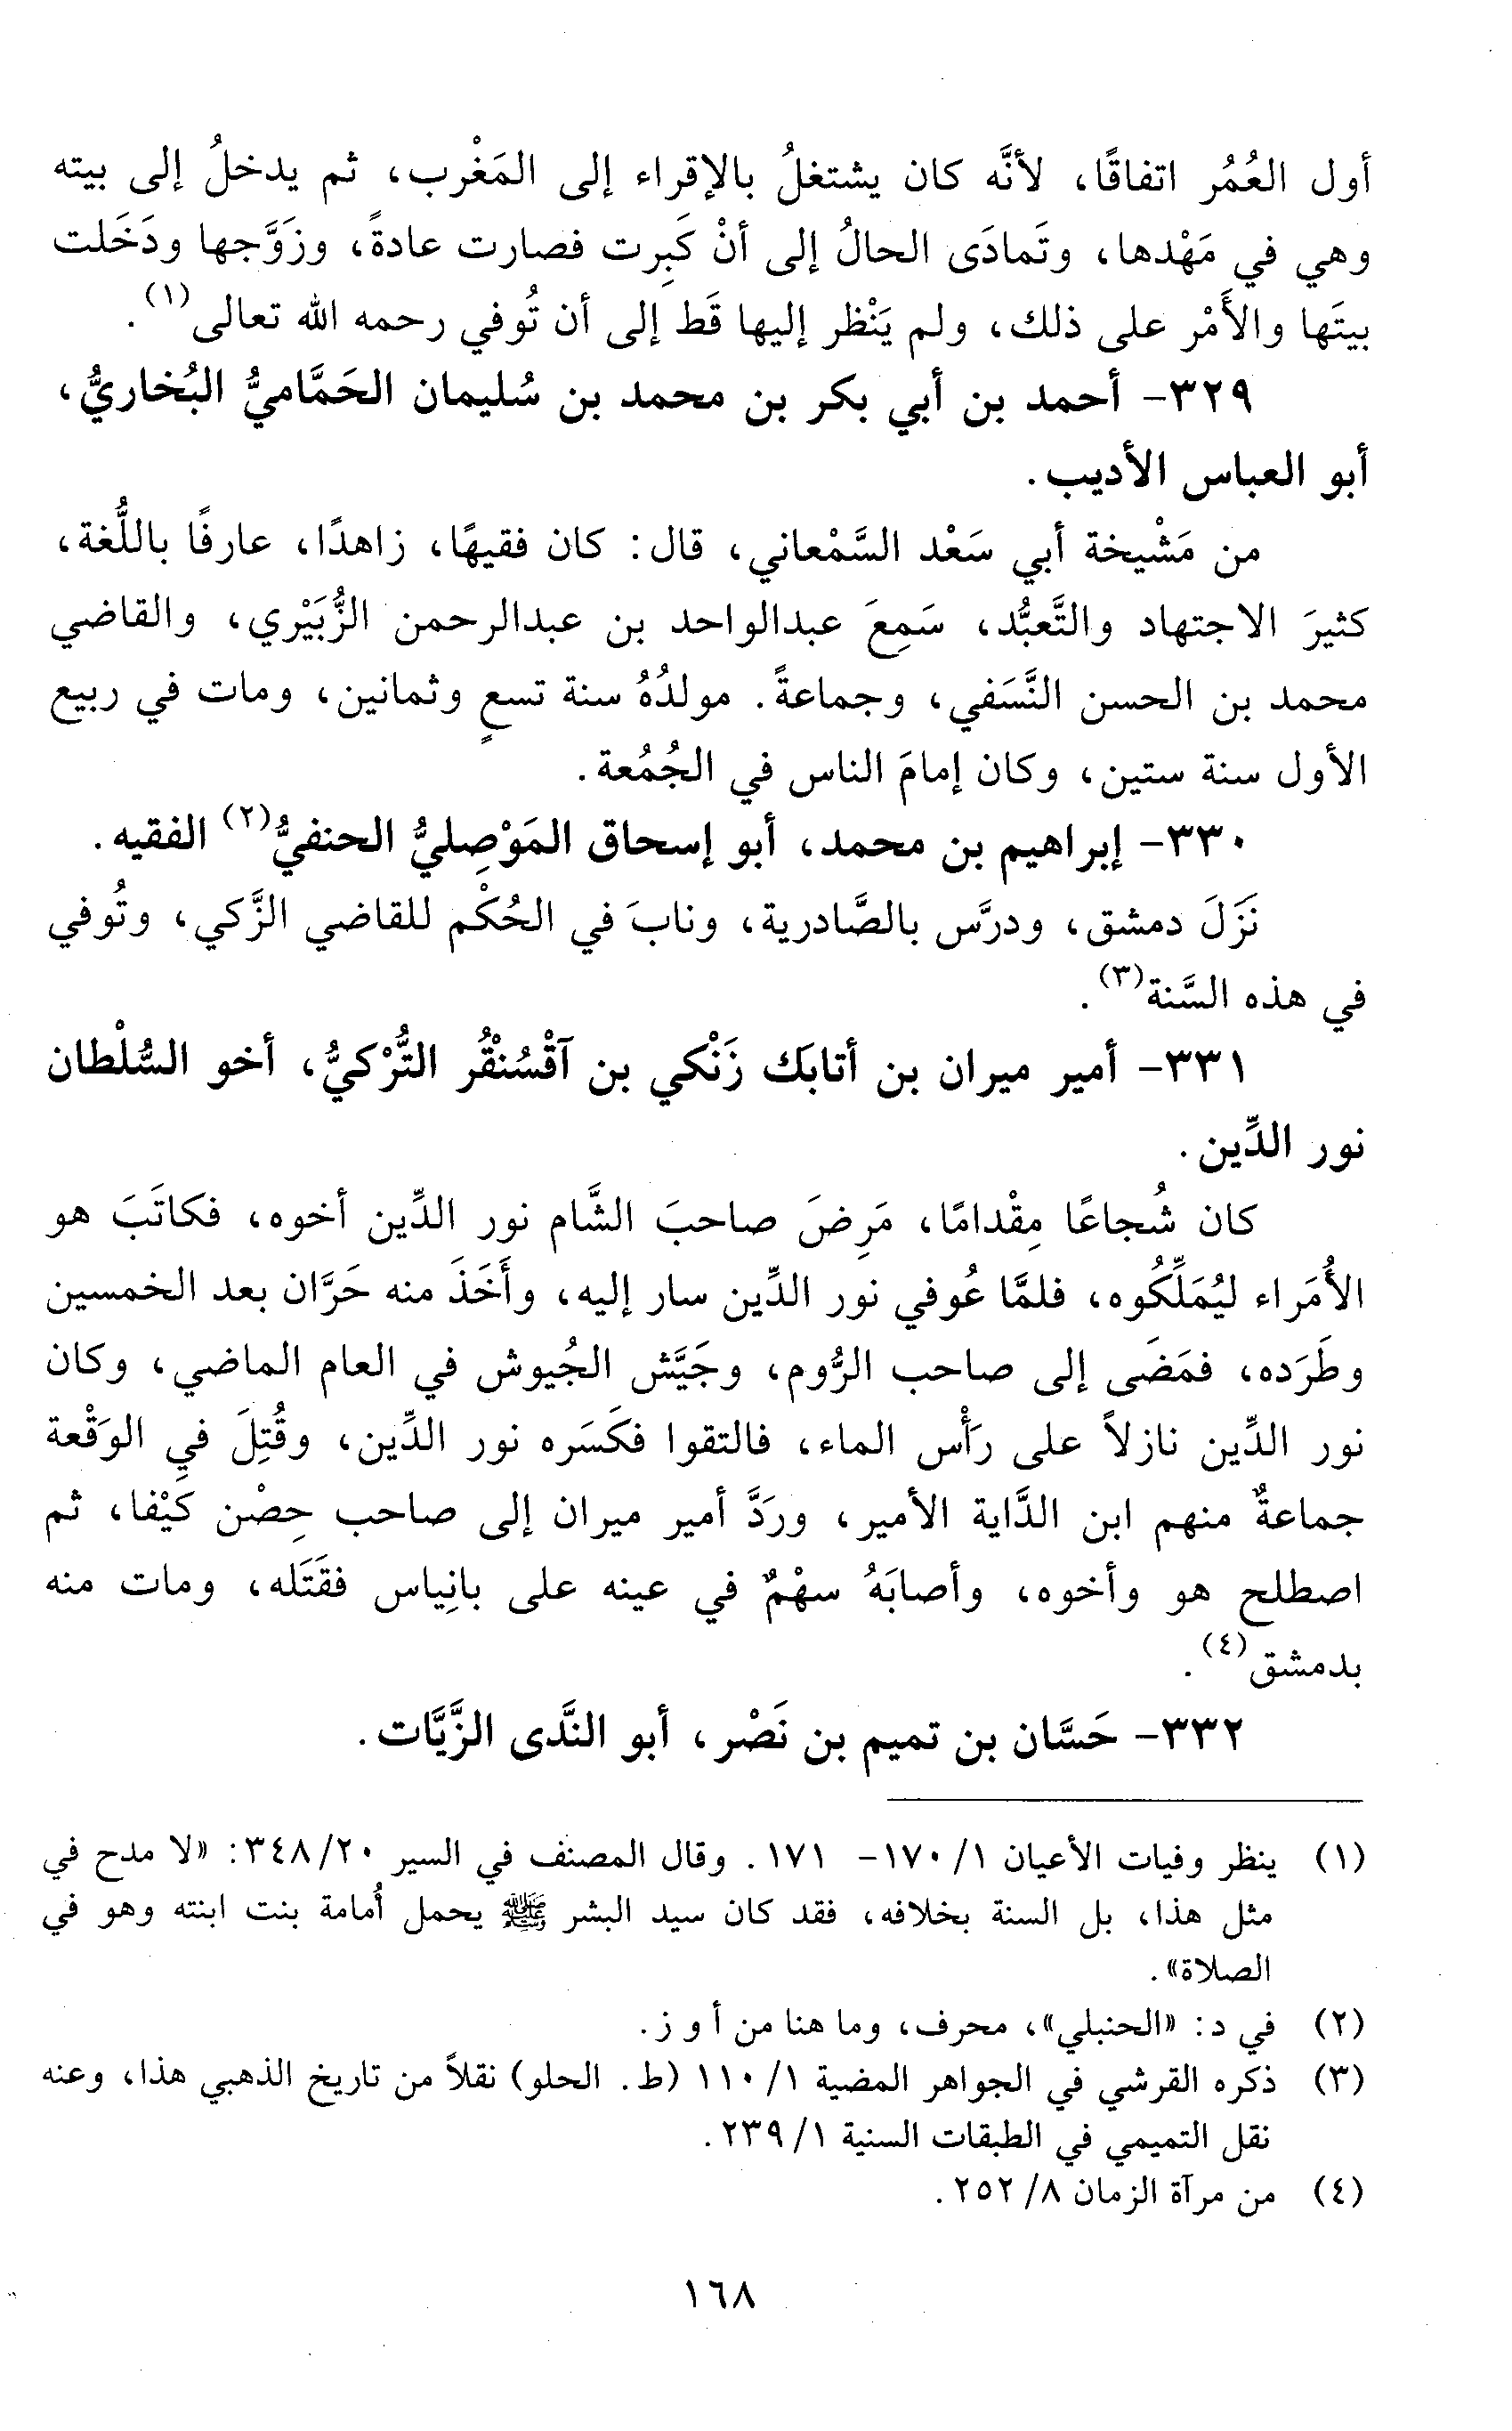 أول العُمُر اتفاقًا، لأنَّه كان يشتغلُ بالإقراء إلى المَغْرب، ثم يدخلُ إلى بيته
وهي في مَهْدها، وتَمادَى الحالُ إلى أنْ كَبِرت فصارت عادةً، وزَوَّجها ودَخَلت
بيتَها والأَمْر على ذلك، ولم يَنْظر إليها قَط إلى أن تُوفي رحمه الله تعالى(١).
٣٢٩- أحمد بن أبي بكر بن محمد بن سُليمان الحَمَّاميُّ البُخاريُّ،
أبو العباس الأديب.
من مَشْيخة أبي سَعْد السَّمْعاني، قال: كان فقيهًا، زاهدًا، عارفًا باللُّغة،
كثيرَ الاجتهاد والتَّعبُّد، سَمِعَ عبدالواحد بن عبدالرحمن الزُّبَيْري، والقاضي
محمد بن الحسن النَّسَفي، وجماعةً. مولدُهُ سنة تسعٍ وثمانين، ومات في ربيع
الأول سنة ستين، وكان إمامَ الناس في الجُمُعة.
٣٣٠- إبراهيم بن محمد، أبو إسحاق المَوْصِليُّ الحنفيُّ(٢) الفقيه.
نَزَلَ دمشق، ودرَّس بالصَّادرية، ونابَ في الحُكْم للقاضي الزَّكي، وتُوفي
في هذه السَّنة(٣).
٣٣١- أمير ميران بن أتابَك زَنْكي بن آقْسُنْقُر التُّرْكيُّ، أخو السُّلْطان
نور الدِّين.
كان شُجاعًا مِقْدامًا، مَرِضَ صاحبَ الشَّام نور الدِّين أخوه، فكاتَبَ هو
الأُمَراء ليُمَلِّكُوه، فلمَّا عُوفي نور الدِّين سار إليه، وأَخَذَ منه حَرَّان بعد الخمسين
وطَرَده، فمَضَى إلى صاحب الرُّوم، وجَيَّش الجُيوش في العام الماضي، وكان
نور الدِّين نازلاً على رَأْس الماء، فالتقوا فكَسَره نور الدِّين، وقُتِلَ في الوَقْعة
جماعةٌ منهم ابن الدَّاية الأمير، ورَدَّ أمير ميران إلى صاحب حِصْن كَيْفا، ثم
اصطلح هو وأخوه، وأصابَهُ سهْمٌ في عينه على بانِياس فقَتَله، ومات منه
بدمشق(٤).
٣٣٢- حَسَّان بن تميم بن نَصْر، أبو النَّدى الزَّيَّات.
(١) ينظر وفيات الأعيان ١/ ١٧٠- ١٧١. وقال المصنف في السير ٢٠/ ٣٤٨: «لا مدح في
مثل هذا، بل السنة بخلافه، فقد كان سيد البشر ﷺ يحمل أُمامة بنت ابنته وهو في
الصلاة».
(٢) في د: «الحنبلي»، محرف، وما هنا من أ و ز.
(٣) ذكره القرشي في الجواهر المضية ١/ ١١٠ (ط. الحلو) نقلاً من تاريخ الذهبي هذا، وعنه
نقل التميمي في الطبقات السنية ١/ ٢٣٩.
(٤) من مرآة الزمان ٨/ ٢٥٢.
١٦٨